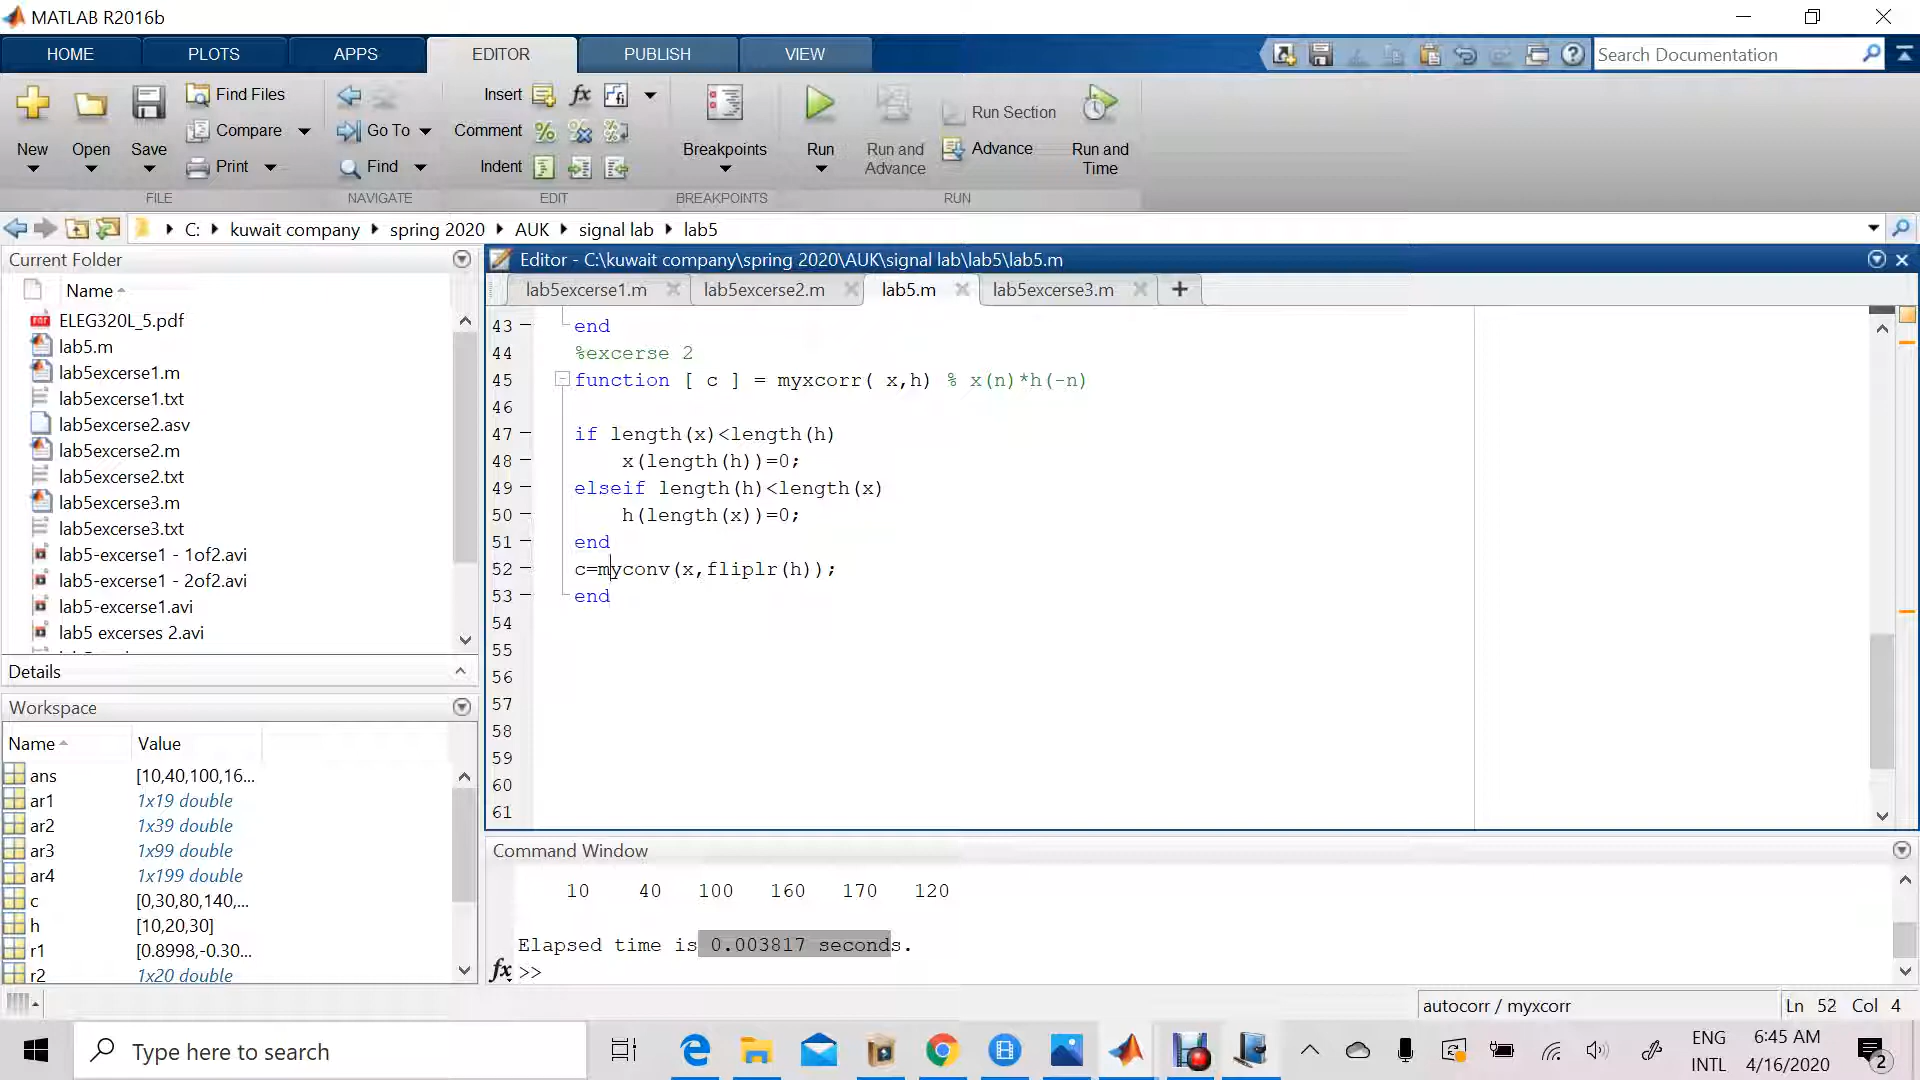 MATLAB R2016b
HOME PLOTS APPS EDITOR PUBLISH VIEW
Search Documentation
New Open Save
Find Files
Compare
Print
FILE
Go To
Find
NAVIGATE
Insert
Comment
Indent
EDIT
Breakpoints
BREAKPOINTS
Run
Run and Advance
Run Section
Advance
Run and Time
RUN
C: kuwait company spring 2020 AUK signal lab lab5
Current Folder
Name
ELEG320L_5.pdf
lab5.m
lab5excerse1.m
lab5excerse1.txt
lab5excerse2.asv
lab5excerse2.m
lab5excerse2.txt
lab5excerse3.m
lab5excerse3.txt
lab5-excerse1 - 1of2.avi
lab5-excerse1 - 2of2.avi
lab5-excerse1.avi
lab5 excerses 2.avi
Details
Workspace
Name Value
ans [10,40,100,16...
ar1 1x19 double
ar2 1x39 double
ar3 1x99 double
ar4 1x199 double
c [0,30,80,140,...
h [10,20,30]
r1 [0.8998,-0.30...
r2 1x20 double
Editor - C:\kuwait company\spring 2020\AUK\signal lab\lab5\lab5.m
lab5excerse1.m lab5excerse2.m lab5.m lab5excerse3.m
43 end
44 %excerse 2
45 function [ c ] = myxcorr( x,h) % x(n)*h(-n)
46
47 if length(x)<length(h)
48 x(length(h))=0;
49 elseif length(h)<length(x)
50 h(length(x))=0;
51 end
52 c=myconv(x,fliplr(h));
53 end
54
55
56
57
58
59
60
61
Command Window
10 40 100 160 170 120
Elapsed time is 0.003817 seconds.
fx >>
autocorr / myxcorr Ln 52 Col 4
Type here to search
ENG
INTL
6:45 AM
4/16/2020
2